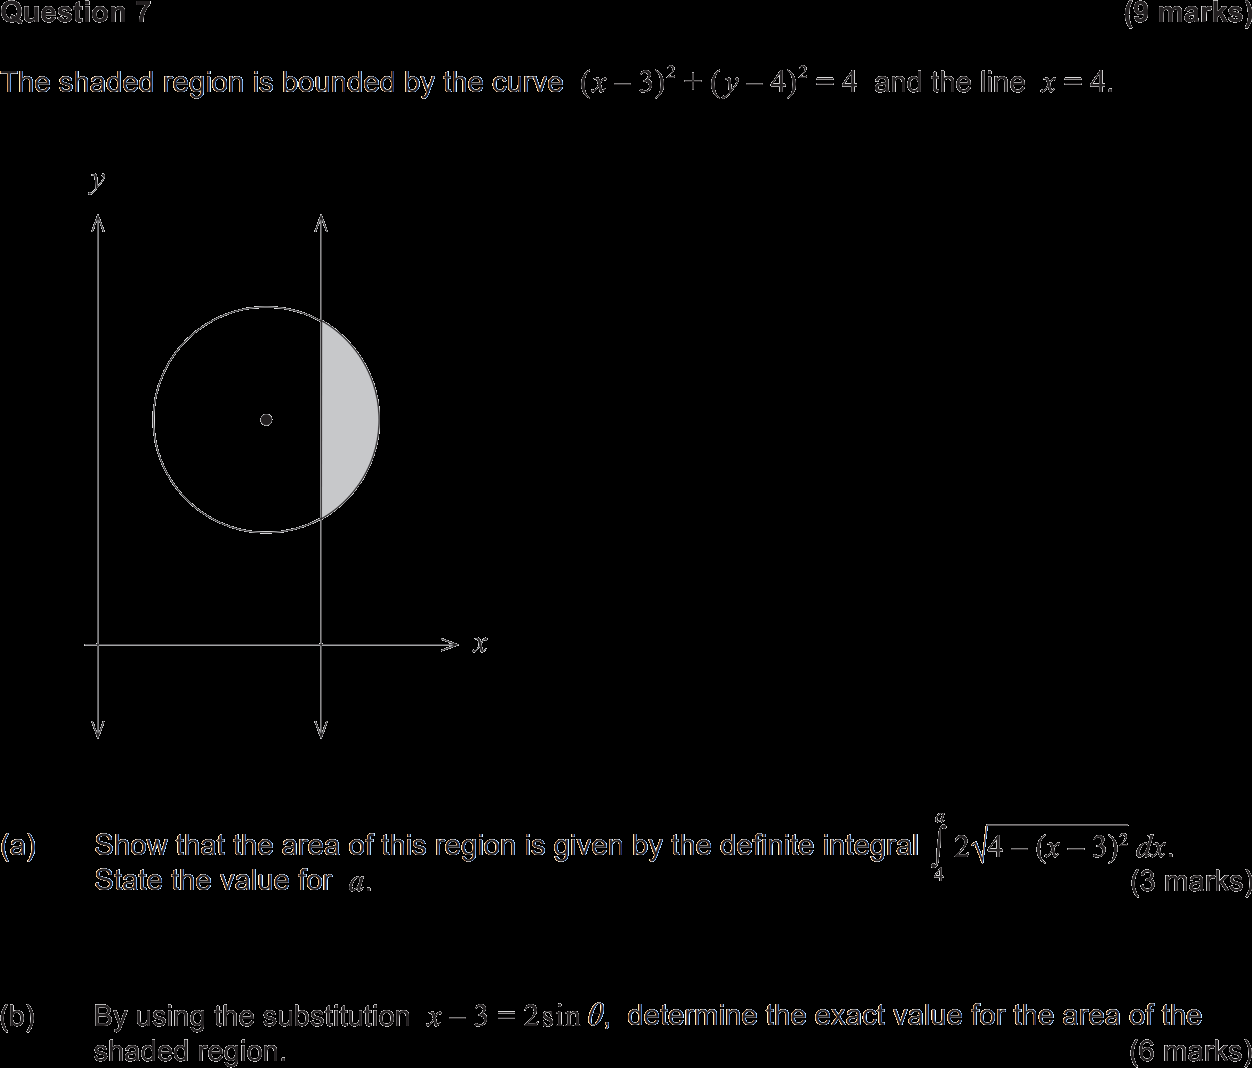 Question 7 (9 marks)
The shaded region is bounded by the curve (x – 3)² + (y – 4)² = 4 and the line x = 4.
y
x
(a) Show that the area of this region is given by the definite integral ∫₄ᵃ 2√(4 – (x – 3)²) dx.
State the value for a. (3 marks)
(b) By using the substitution x – 3 = 2 sin θ, determine the exact value for the area of the
shaded region. (6 marks)